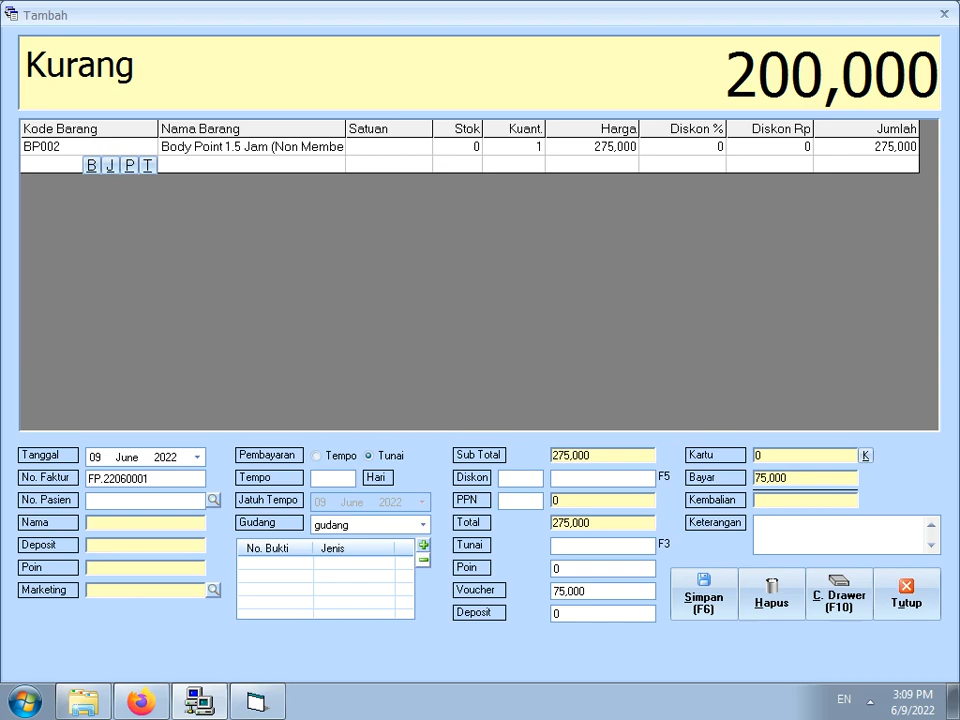 Tambah
Kurang 200,000
Kode Barang Nama Barang Satuan Stok Kuant. Harga Diskon % Diskon Rp Jumlah
BP002 Body Point 1.5 Jam (Non Membe 0 1 275,000 0 0 275,000
B J P T
Tanggal 09 June 2022 Pembayaran Tempo Tunai Sub Total 275,000 Kartu 0 K
No. Faktur FP.22060001 Tempo Hari Diskon F5 Bayar 75,000
No. Pasien Jatuh Tempo 09 June 2022 PPN 0 Kembalian
Nama Gudang gudang Total 275,000 Keterangan
Deposit No. Bukti Jenis Tunai F3
Poin Poin 0
Marketing Voucher 75,000
Deposit 0
Simpan (F6) Hapus C. Drawer (F10) Tutup
EN 3:09 PM
6/9/2022